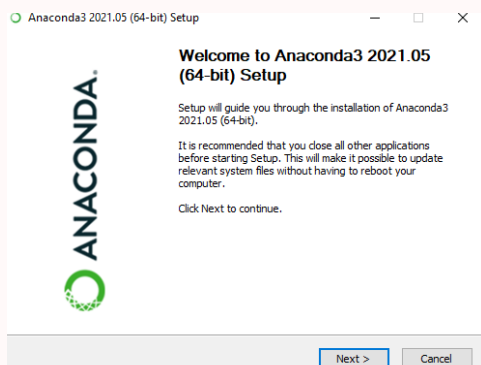 Anaconda3 2021.05 (64-bit) Setup
Welcome to Anaconda3 2021.05
(64-bit) Setup
Setup will guide you through the installation of Anaconda3
2021.05 (64-bit).
It is recommended that you close all other applications
before starting Setup. This will make it possible to update
relevant system files without having to reboot your
computer.
Click Next to continue.
ANACONDA.
Next >
Cancel